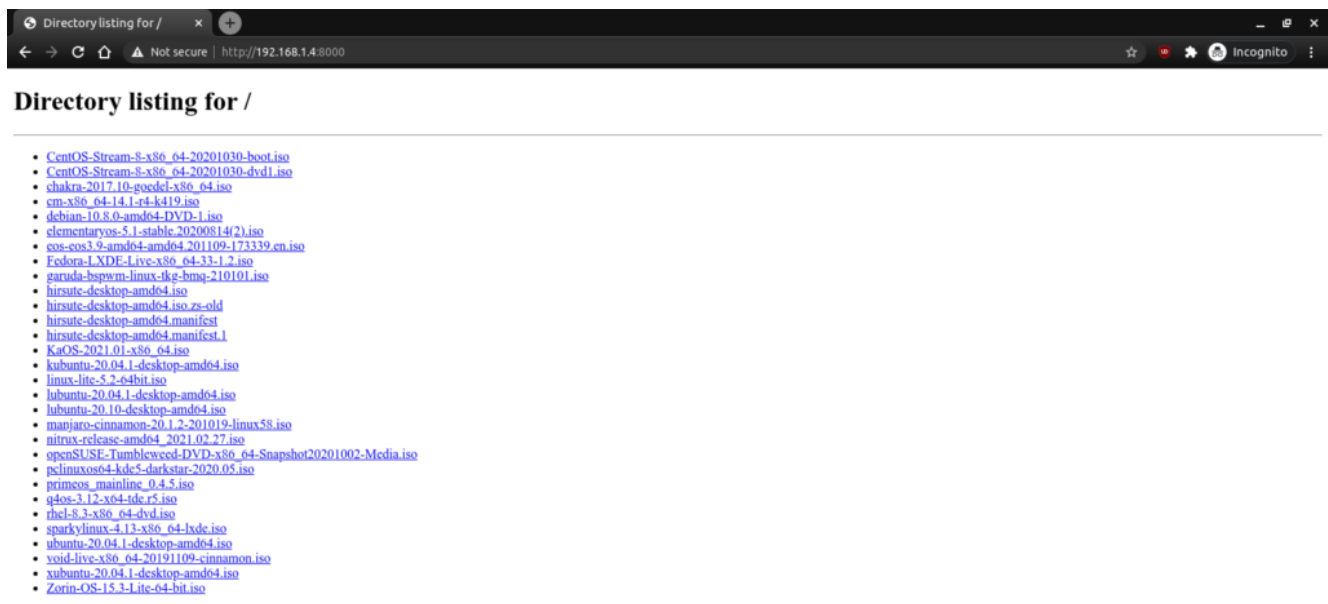 Directory listing for /
Not secure | http://192.168.1.4:8000
Incognito
Directory listing for /
CentOS-Stream-8-x86_64-20201030-boot.iso
CentOS-Stream-8-x86_64-20201030-dvd1.iso
chakra-2017.10-goedel-x86_64.iso
cm-x86_64-14.1-r4-k419.iso
debian-10.8.0-amd64-DVD-1.iso
elementaryos-5.1-stable.20200814(2).iso
eos-eos3.9-amd64-amd64.201109-173339.en.iso
Fedora-LXDE-Live-x86_64-33-1.2.iso
garuda-bspwm-linux-tkg-bmq-210101.iso
hirsute-desktop-amd64.iso
hirsute-desktop-amd64.iso.zs-old
hirsute-desktop-amd64.manifest
hirsute-desktop-amd64.manifest.1
KaOS-2021.01-x86_64.iso
kubuntu-20.04.1-desktop-amd64.iso
linux-lite-5.2-64bit.iso
lubuntu-20.04.1-desktop-amd64.iso
lubuntu-20.10-desktop-amd64.iso
manjaro-cinnamon-20.1.2-201019-linux58.iso
nitrux-release-amd64_2021.02.27.iso
openSUSE-Tumbleweed-DVD-x86_64-Snapshot20201002-Media.iso
pclinuxos64-kde5-darkstar-2020.05.iso
primeos_mainline_0.4.5.iso
q4os-3.12-x64-tde.r5.iso
rhel-8.3-x86_64-dvd.iso
sparkylinux-4.13-x86_64-lxde.iso
ubuntu-20.04.1-desktop-amd64.iso
void-live-x86_64-20191109-cinnamon.iso
xubuntu-20.04.1-desktop-amd64.iso
Zorin-OS-15.3-Lite-64-bit.iso